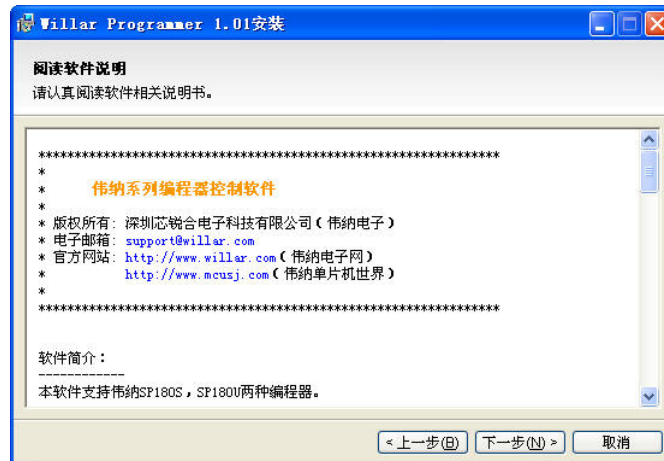 Willar Programmer 1.01安装
阅读软件说明
请认真阅读软件相关说明书。
****************************************************************
*
* 伟纳系列编程器控制软件
*
* 版权所有: 深圳芯锐合电子科技有限公司(伟纳电子)
* 电子邮箱: support@willar.com
* 官方网站: http://www.willar.com(伟纳电子网)
* http://www.mcusj.com(伟纳单片机世界)
*
****************************************************************
软件简介:
------------
本软件支持伟纳SP180S,SP180U两种编程器。
<上一步(B) 下一步(N)> 取消